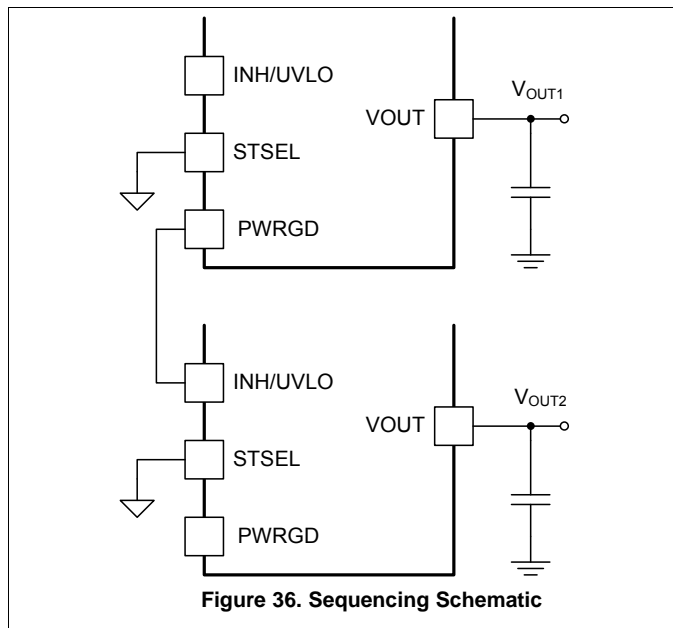 INH/UVLO
VOUT
VOUT1
STSEL
PWRGD
INH/UVLO
VOUT
VOUT2
STSEL
PWRGD
Figure 36. Sequencing Schematic